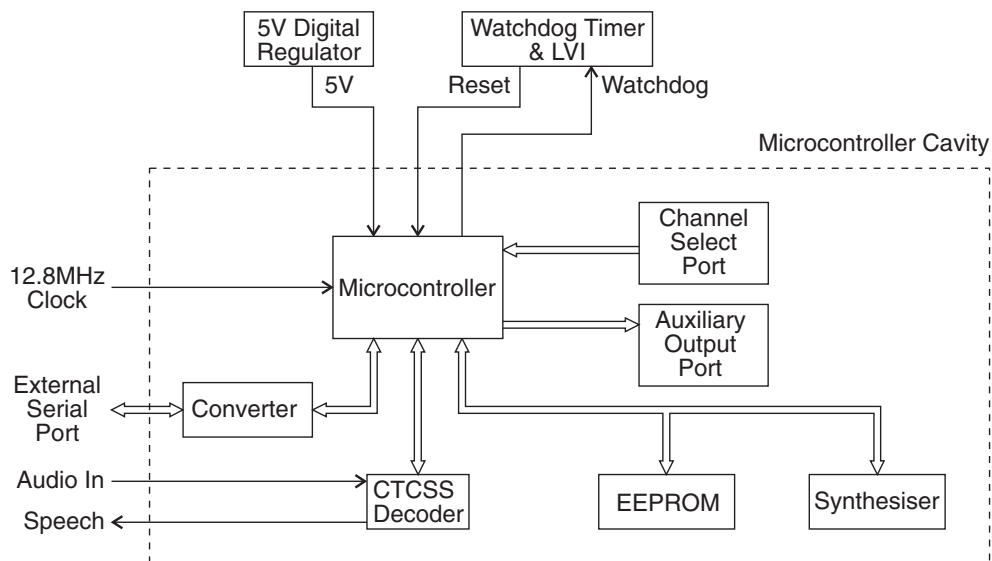 5V Digital
Regulator
Watchdog Timer
& LVI
5V
Reset
Watchdog
Microcontroller Cavity
Channel
Select
Port
12.8MHz
Clock
Microcontroller
Auxiliary
Output
Port
External
Serial
Port
Converter
Audio In
CTCSS
Decoder
EEPROM
Synthesiser
Speech